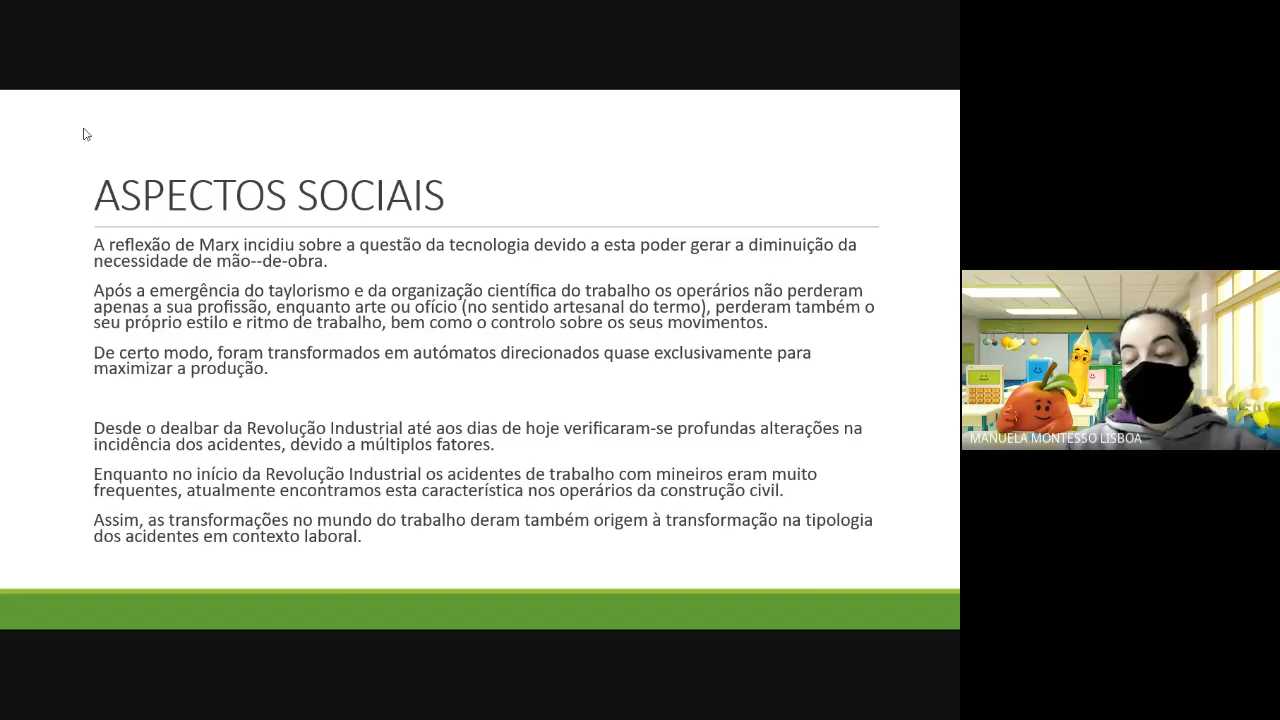 ASPECTOS SOCIAIS
A reflexão de Marx incidiu sobre a questão da tecnologia devido a esta poder gerar a diminuição da
necessidade de mão--de-obra.
Após a emergência do taylorismo e da organização científica do trabalho os operários não perderam
apenas a sua profissão, enquanto arte ou ofício (no sentido artesanal do termo), perderam também o
seu próprio estilo e ritmo de trabalho, bem como o controlo sobre os seus movimentos.
De certo modo, foram transformados em autómatos direcionados quase exclusivamente para
maximizar a produção.
Desde o dealbar da Revolução Industrial até aos dias de hoje verificaram-se profundas alterações na
incidência dos acidentes, devido a múltiplos fatores.
Enquanto no início da Revolução Industrial os acidentes de trabalho com mineiros eram muito
frequentes, atualmente encontramos esta característica nos operários da construção civil.
Assim, as transformações no mundo do trabalho deram também origem à transformação na tipologia
dos acidentes em contexto laboral.
MANUELA MONTESSO LISBOA